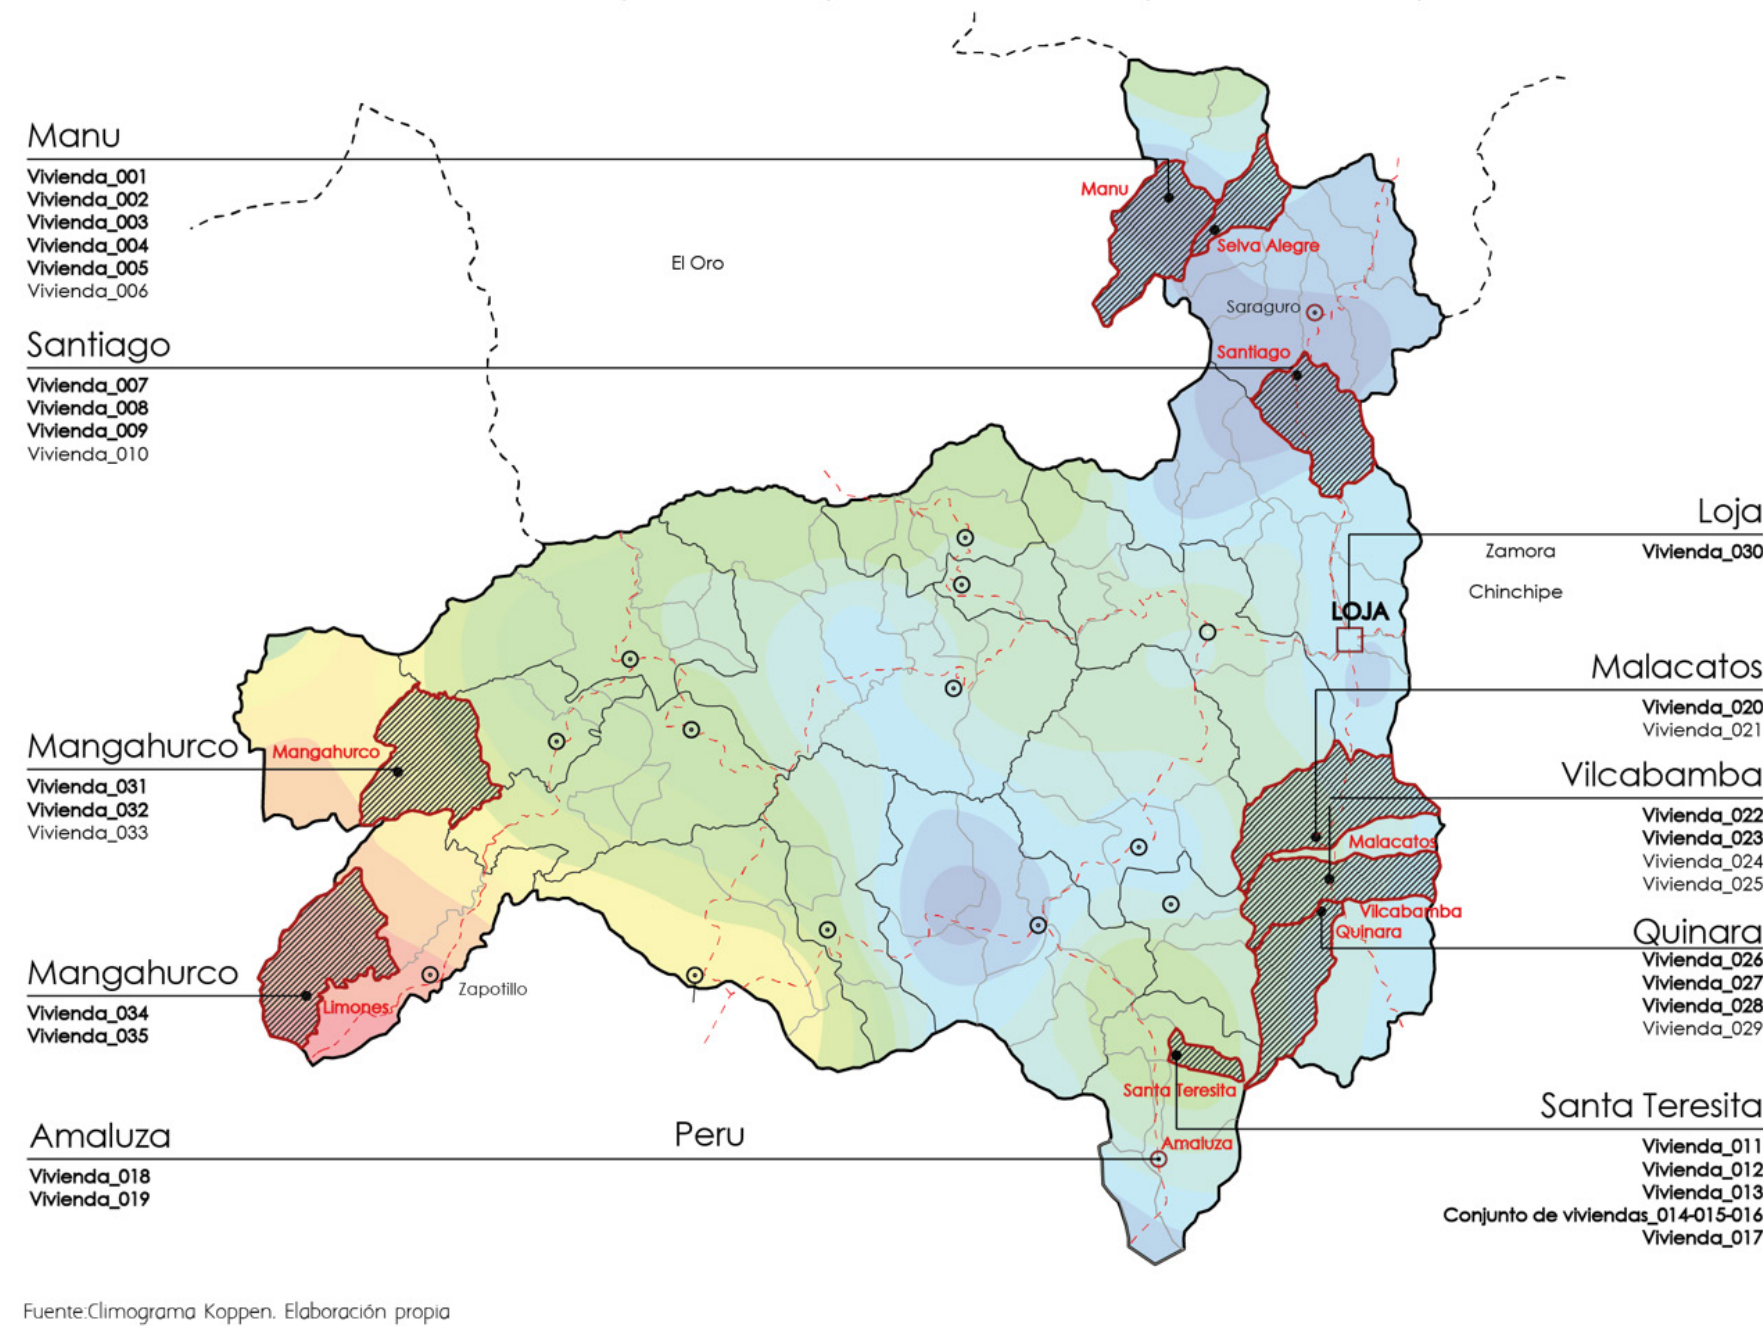 Manu
Vivienda_001
Vivienda_002
Vivienda_003
Vivienda_004
Vivienda_005
Vivienda_006
Santiago
Vivienda_007
Vivienda_008
Vivienda_009
Vivienda_010
Mangahurco
Vivienda_031
Vivienda_032
Vivienda_033
Mangahurco
Vivienda_034
Vivienda_035
Amaluza
Vivienda_018
Vivienda_019
El Oro
Peru
Manu
Selva Alegre
Saraguro
Santiago
LOJA
Mangahurco
Limones
Zapotillo
Malacatos
Vilcabamba
Quinara
Santa Teresita
Amaluza
Zamora
Chinchipe
Loja
Vivienda_030
Malacatos
Vivienda_020
Vivienda_021
Vilcabamba
Vivienda_022
Vivienda_023
Vivienda_024
Vivienda_025
Quinara
Vivienda_026
Vivienda_027
Vivienda_028
Vivienda_029
Santa Teresita
Vivienda_011
Vivienda_012
Vivienda_013
Conjunto de viviendas_014-015-016
Vivienda_017
Fuente:Climograma Koppen. Elaboración propia